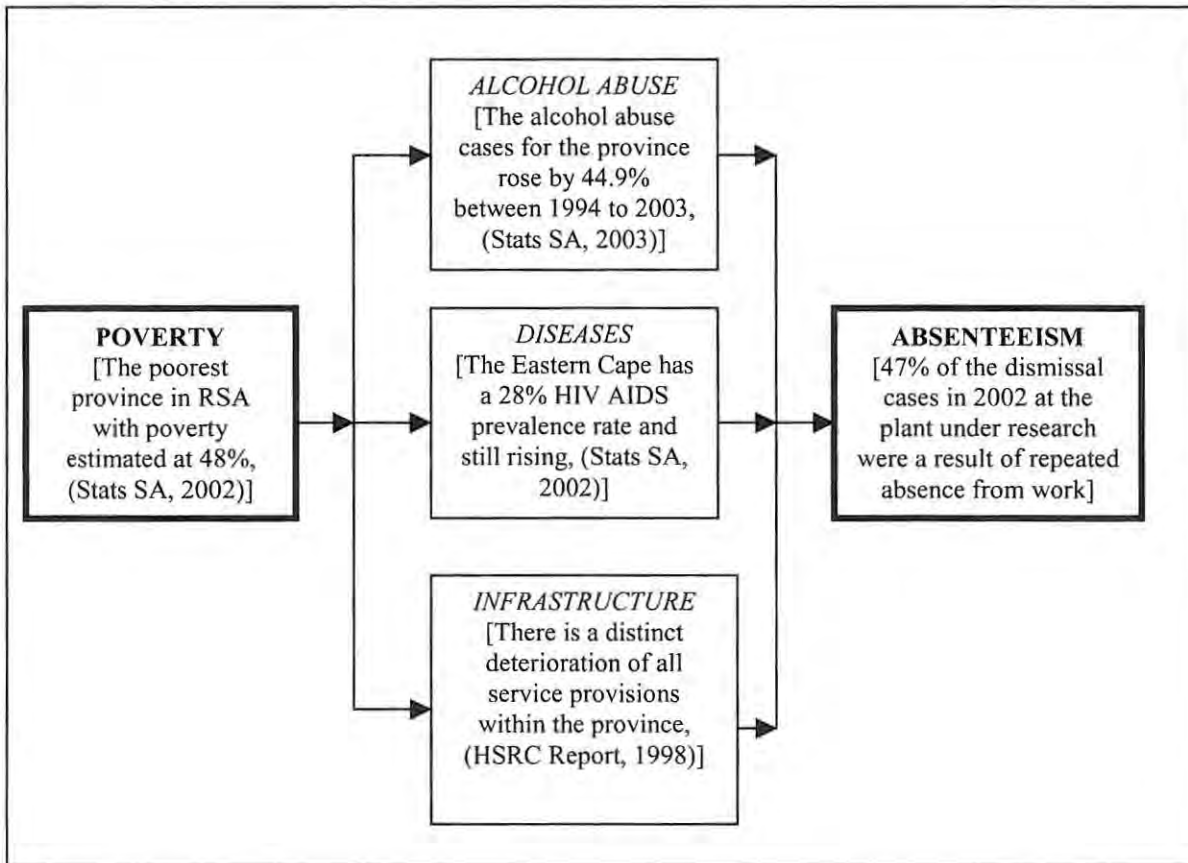 ALCOHOL ABUSE
[The alcohol abuse
cases for the province
rose by 44.9%
between 1994 to 2003,
(Stats SA, 2003)]
POVERTY
[The poorest
province in RSA
with poverty
estimated at 48%,
(Stats SA, 2002)]
DISEASES
[The Eastern Cape has
a 28% HIV AIDS
prevalence rate and
still rising, (Stats SA,
2002)]
ABSENTEEISM
[47% of the dismissal
cases in 2002 at the
plant under research
were a result of repeated
absence from work]
INFRASTRUCTURE
[There is a distinct
deterioration of all
service provisions
within the province,
(HSRC Report, 1998)]